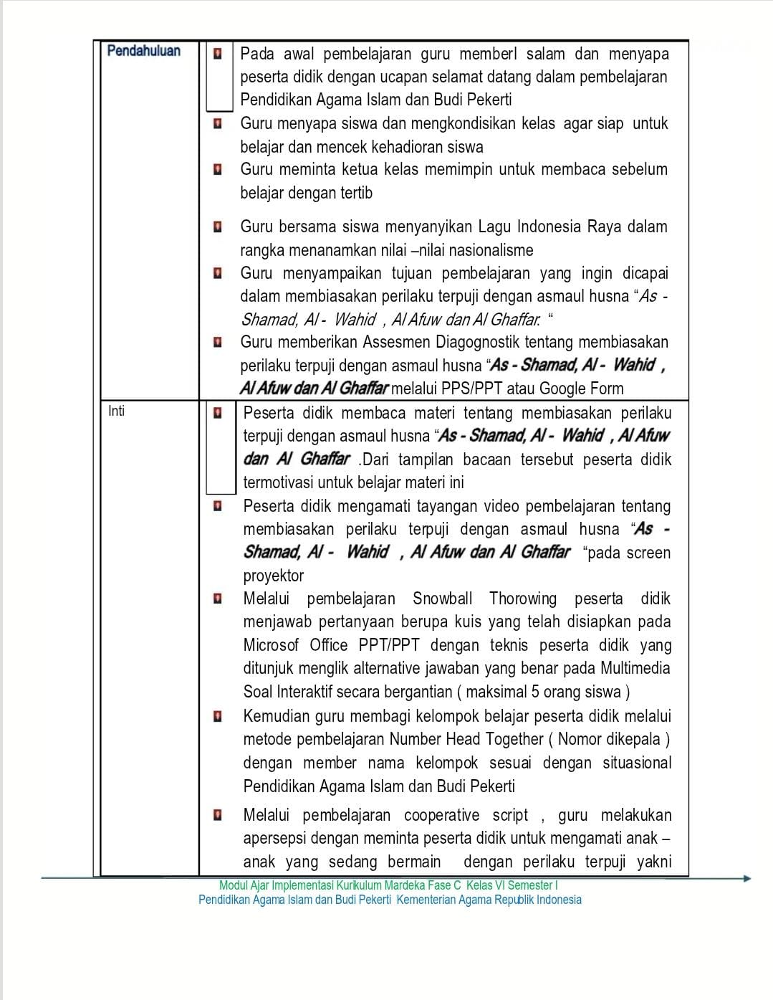 Pendahuluan
Pada awal pembelajaran guru memberI salam dan menyapa
peserta didik dengan ucapan selamat datang dalam pembelajaran
Pendidikan Agama Islam dan Budi Pekerti
Guru menyapa siswa dan mengkondisikan kelas agar siap untuk
belajar dan mencek kehadioran siswa
Guru meminta ketua kelas memimpin untuk membaca sebelum
belajar dengan tertib
Guru bersama siswa menyanyikan Lagu Indonesia Raya dalam
rangka menanamkan nilai –nilai nasionalisme
Guru menyampaikan tujuan pembelajaran yang ingin dicapai
dalam membiasakan perilaku terpuji dengan asmaul husna “As -
Shamad, Al - Wahid , Al Afuw dan Al Ghaffar. “
Guru memberikan Assesmen Diagognostik tentang membiasakan
perilaku terpuji dengan asmaul husna “As - Shamad, Al - Wahid ,
Al Afuw dan Al Ghaffar melalui PPS/PPT atau Google Form
Inti
Peserta didik membaca materi tentang membiasakan perilaku
terpuji dengan asmaul husna “As - Shamad, Al - Wahid , Al Afuw
dan Al Ghaffar .Dari tampilan bacaan tersebut peserta didik
termotivasi untuk belajar materi ini
Peserta didik mengamati tayangan video pembelajaran tentang
membiasakan perilaku terpuji dengan asmaul husna “As -
Shamad, Al - Wahid , Al Afuw dan Al Ghaffar “pada screen
proyektor
Melalui pembelajaran Snowball Thorowing peserta didik
menjawab pertanyaan berupa kuis yang telah disiapkan pada
Microsof Office PPT/PPT dengan teknis peserta didik yang
ditunjuk menglik alternative jawaban yang benar pada Multimedia
Soal Interaktif secara bergantian ( maksimal 5 orang siswa )
Kemudian guru membagi kelompok belajar peserta didik melalui
metode pembelajaran Number Head Together ( Nomor dikepala )
dengan member nama kelompok sesuai dengan situasional
Pendidikan Agama Islam dan Budi Pekerti
Melalui pembelajaran cooperative script , guru melakukan
apersepsi dengan meminta peserta didik untuk mengamati anak –
anak yang sedang bermain dengan perilaku terpuji yakni
Modul Ajar Implementasi Kurikulum Mardeka Fase C Kelas VI Semester I
Pendidikan Agama Islam dan Budi Pekerti Kementerian Agama Republik Indonesia